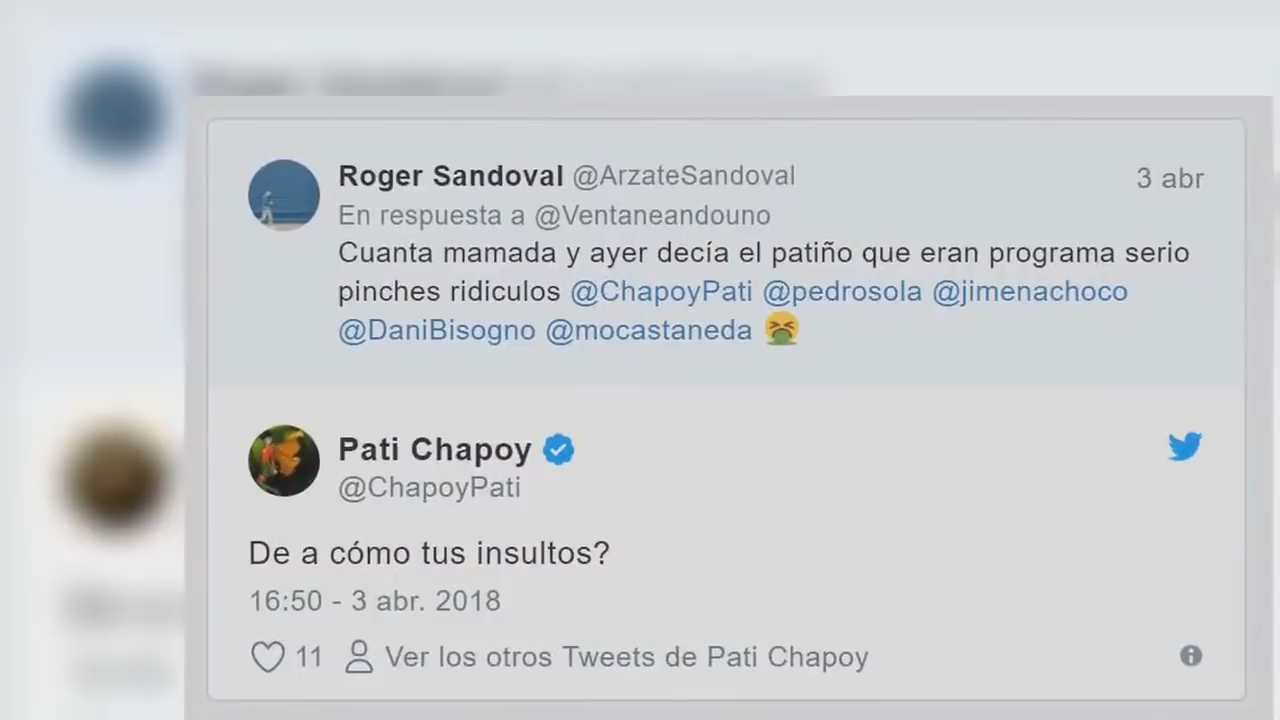 Roger Sandoval @ArzateSandoval 3 abr
En respuesta a @Ventaneandouno
Cuanta mamada y ayer decía el patiño que eran programa serio
pinches ridiculos @ChapoyPati @pedrosola @jimenachoco
@DaniBisogno @mocastaneda
Pati Chapoy
@ChapoyPati
De a cómo tus insultos?
16:50 - 3 abr. 2018
11 Ver los otros Tweets de Pati Chapoy